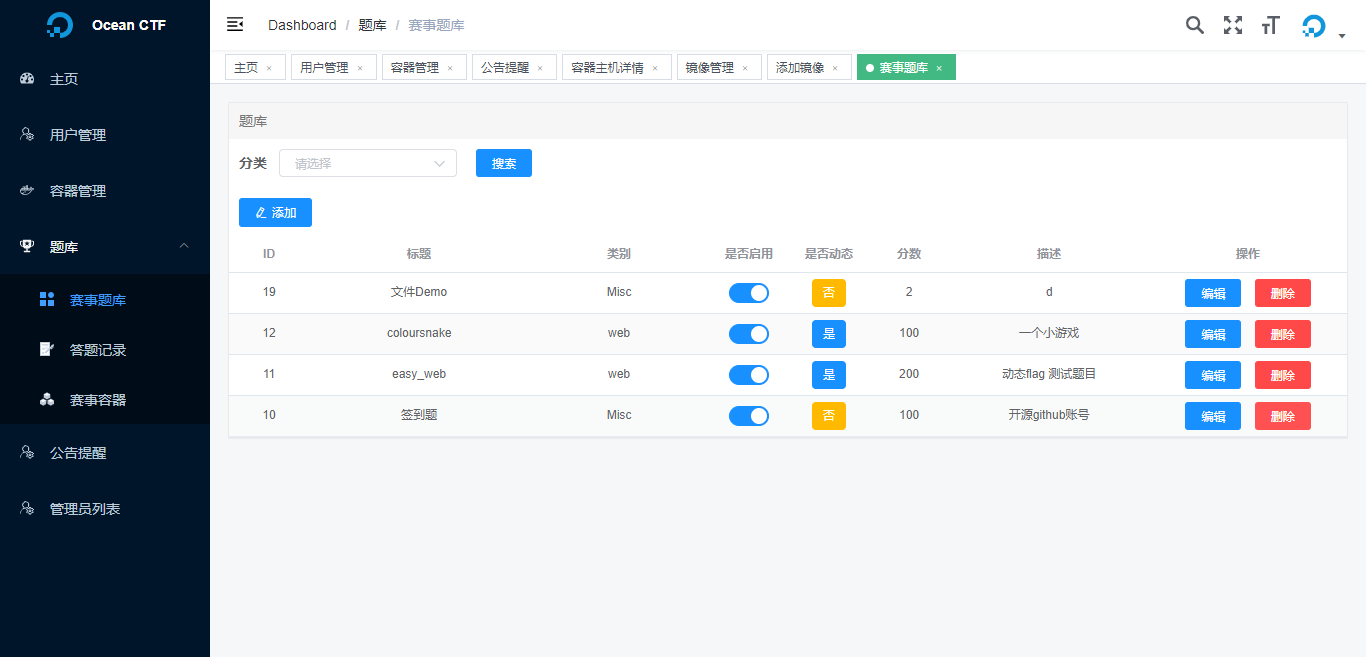 Ocean CTF
主页
用户管理
容器管理
题库
赛事题库
答题记录
赛事容器
公告提醒
管理员列表
Dashboard / 题库 / 赛事题库
主页 × 用户管理 × 容器管理 × 公告提醒 × 容器主机详情 × 镜像管理 × 添加镜像 × 赛事题库 ×
题库
分类 请选择 搜索
添加
ID 标题 类别 是否启用 是否动态 分数 描述 操作
19 文件Demo Misc 否 2 d 编辑 删除
12 coloursnake web 是 100 一个小游戏 编辑 删除
11 easy_web web 是 200 动态flag 测试题目 编辑 删除
10 签到题 Misc 否 100 开源github账号 编辑 删除